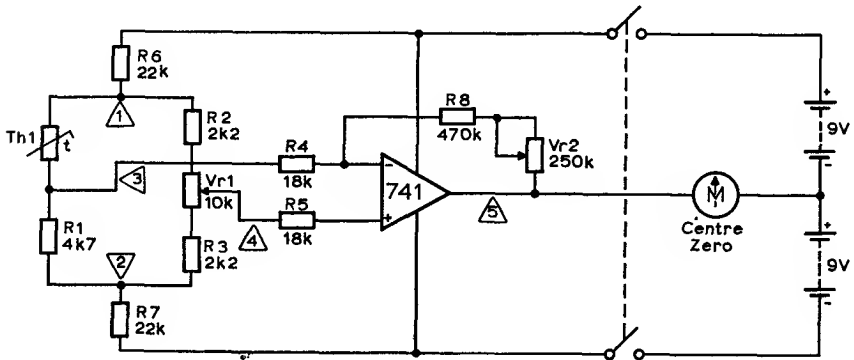 R6
22k
1
R2
2k2
Th1
t
3
R4
18k
Vr1
10k
R5
18k
4
R1
4k7
2
R3
2k2
R7
22k
R8
470k
Vr2
250k
-
741
+
5
M
Centre
Zero
+
9V
-
+
9V
-